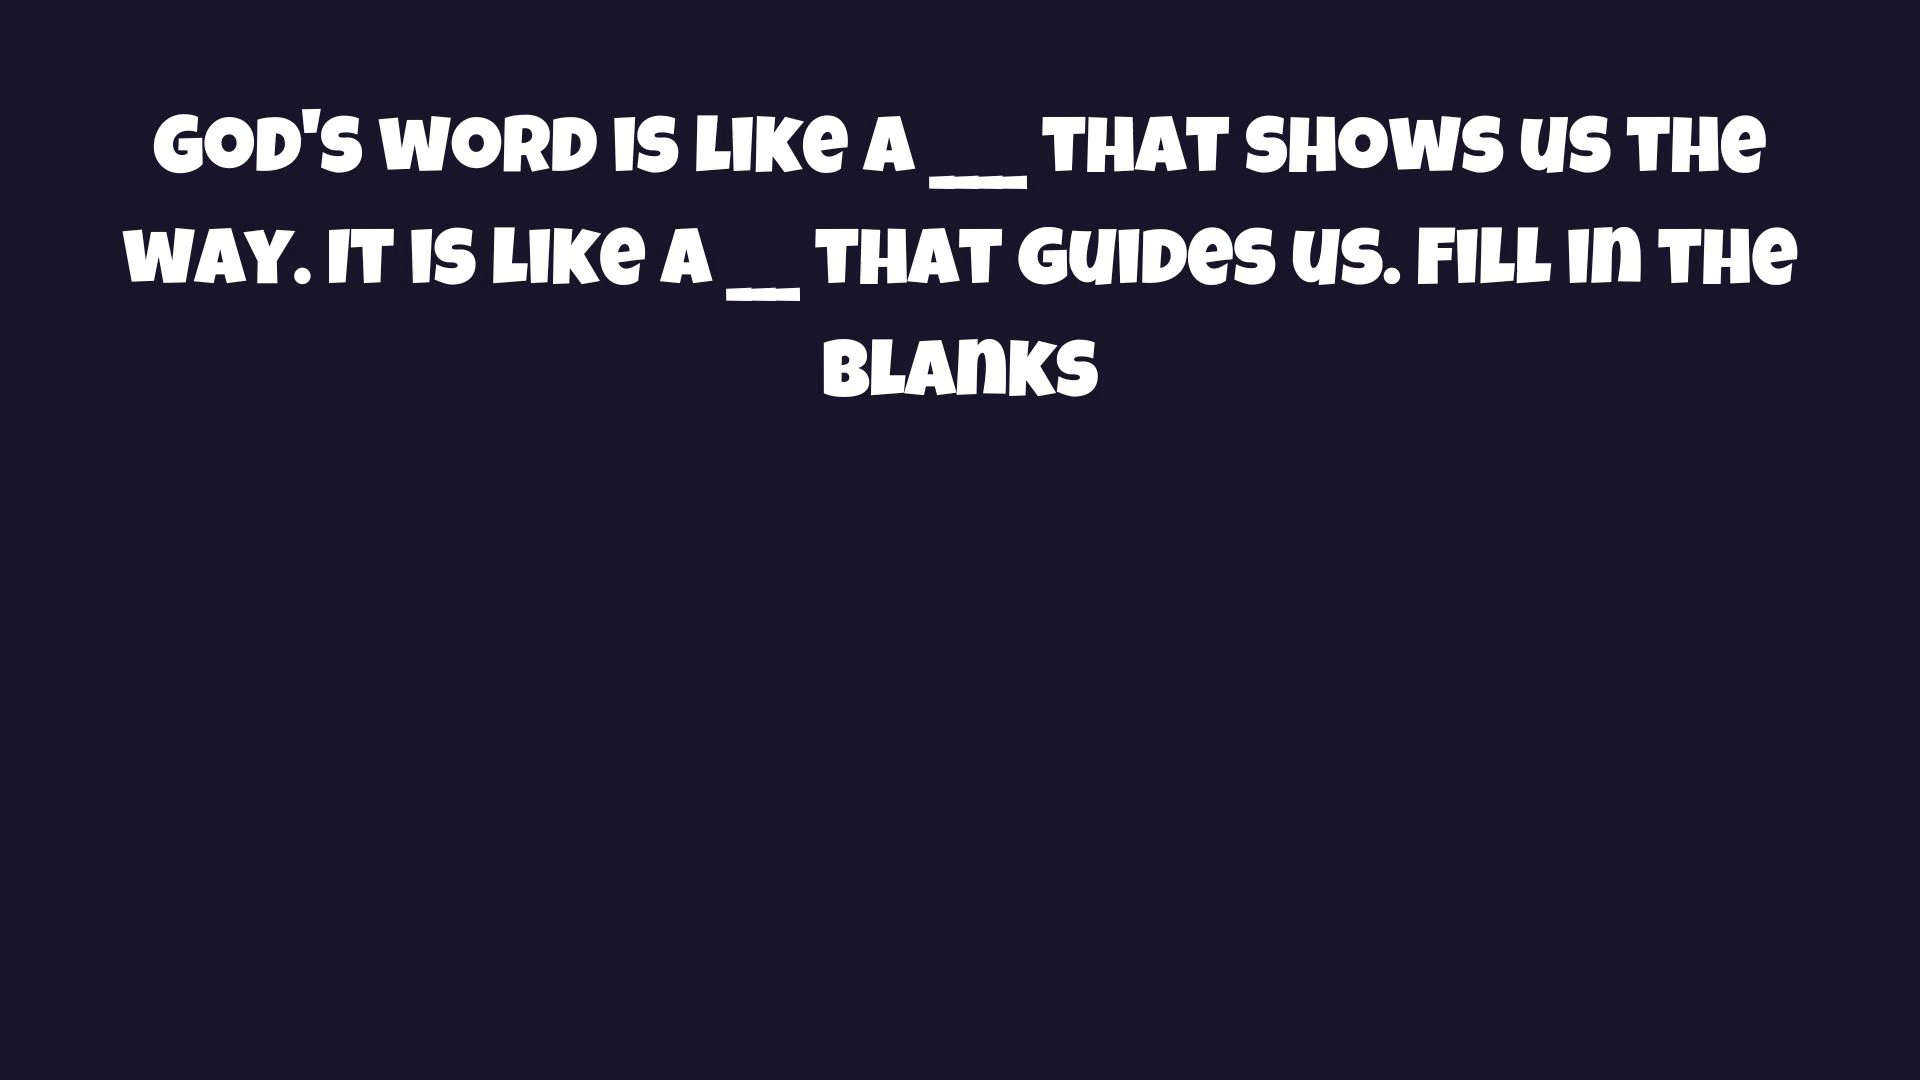 God's Word is like a ____ that shows us the
way. It is like a ___ that guides us. Fill in the
blanks